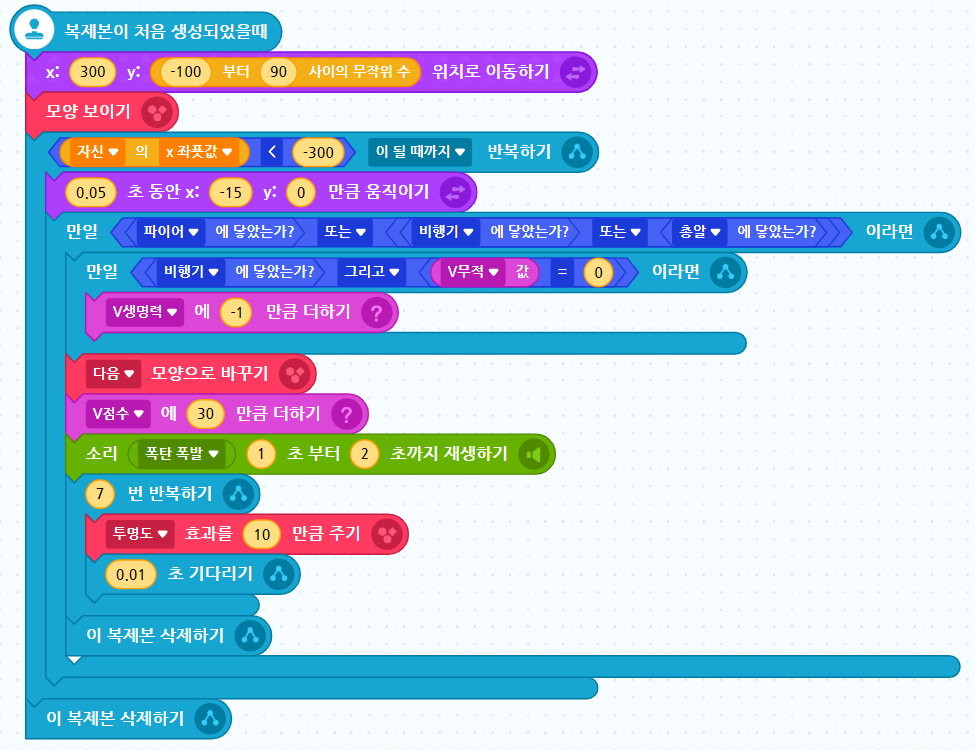 복제본이 처음 생성되었을때
x: 300 y: -100 부터 90 사이의 무작위 수 위치로 이동하기
모양 보이기
자신 의 x 좌푯값 < -300 이 될 때까지 반복하기
0.05 초 동안 x: -15 y: 0 만큼 움직이기
만일 파이어 에 닿았는가? 또는 비행기 에 닿았는가? 또는 총알 에 닿았는가? 이라면
만일 비행기 에 닿았는가? 그리고 V무적 값 = 0 이라면
V생명력 에 -1 만큼 더하기 ?
다음 모양으로 바꾸기
V점수 에 30 만큼 더하기 ?
소리 폭탄 폭발 1 초 부터 2 초까지 재생하기
7 번 반복하기
투명도 효과를 10 만큼 주기
0.01 초 기다리기
이 복제본 삭제하기
이 복제본 삭제하기